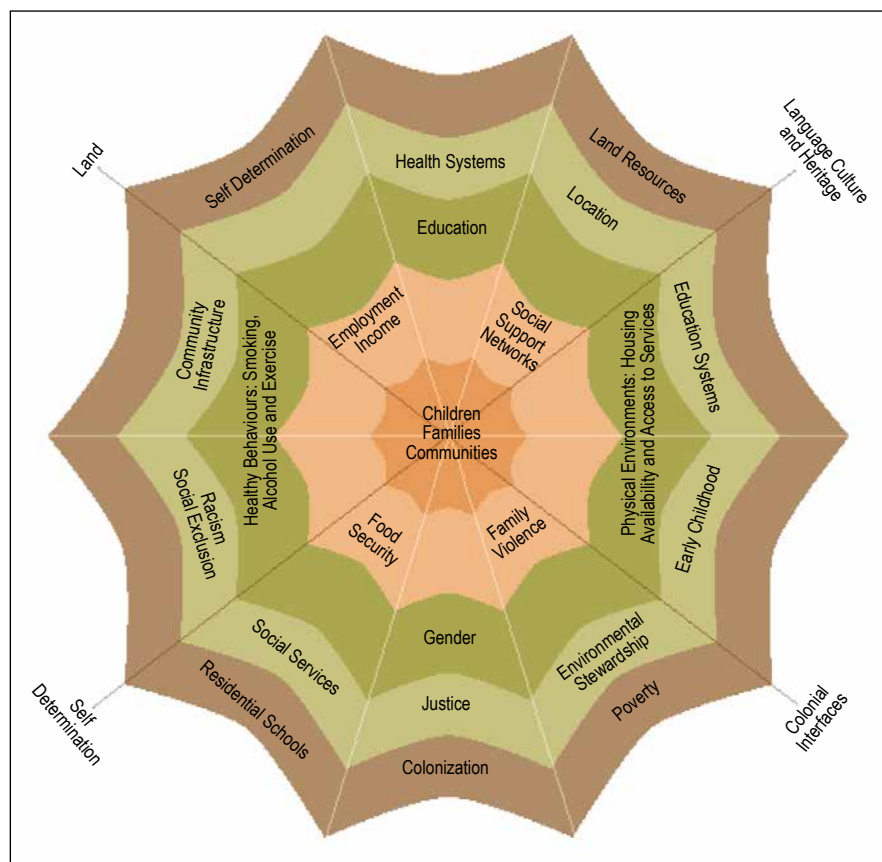 Land
Language Culture
and Heritage
Self Determination
Land Resources
Health Systems
Location
Education
Community
Infrastructure
Education Systems
Employment
Income
Social
Support
Networks
Healthy Behaviours: Smoking,
Alcohol Use and Exercise
Physical Environments: Housing
Availability and Access to Services
Children
Families
Communities
Racism
Social Exclusion
Early Childhood
Food
Security
Family
Violence
Social Services
Gender
Environmental
Stewardship
Residential Schools
Justice
Poverty
Colonization
Self
Determination
Colonial
Interfaces